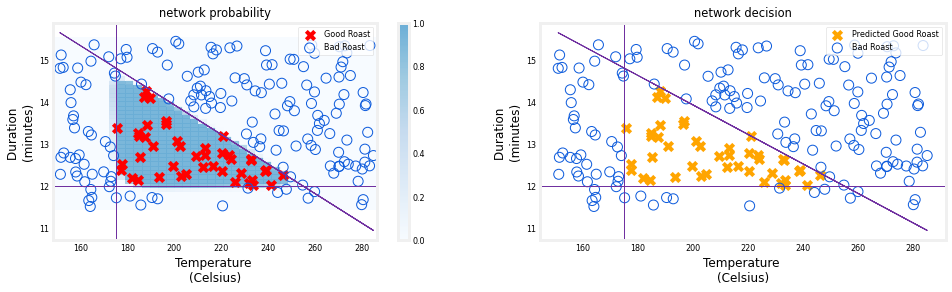 network probability
Good Roast
Bad Roast
Duration
(minutes)
15
14
13
12
11
160
180
200
220
240
260
280
Temperature
(Celsius)
1.0
0.8
0.6
0.4
0.2
0.0
network decision
Predicted Good Roast
Bad Roast
Duration
(minutes)
15
14
13
12
11
160
180
200
220
240
260
280
Temperature
(Celsius)